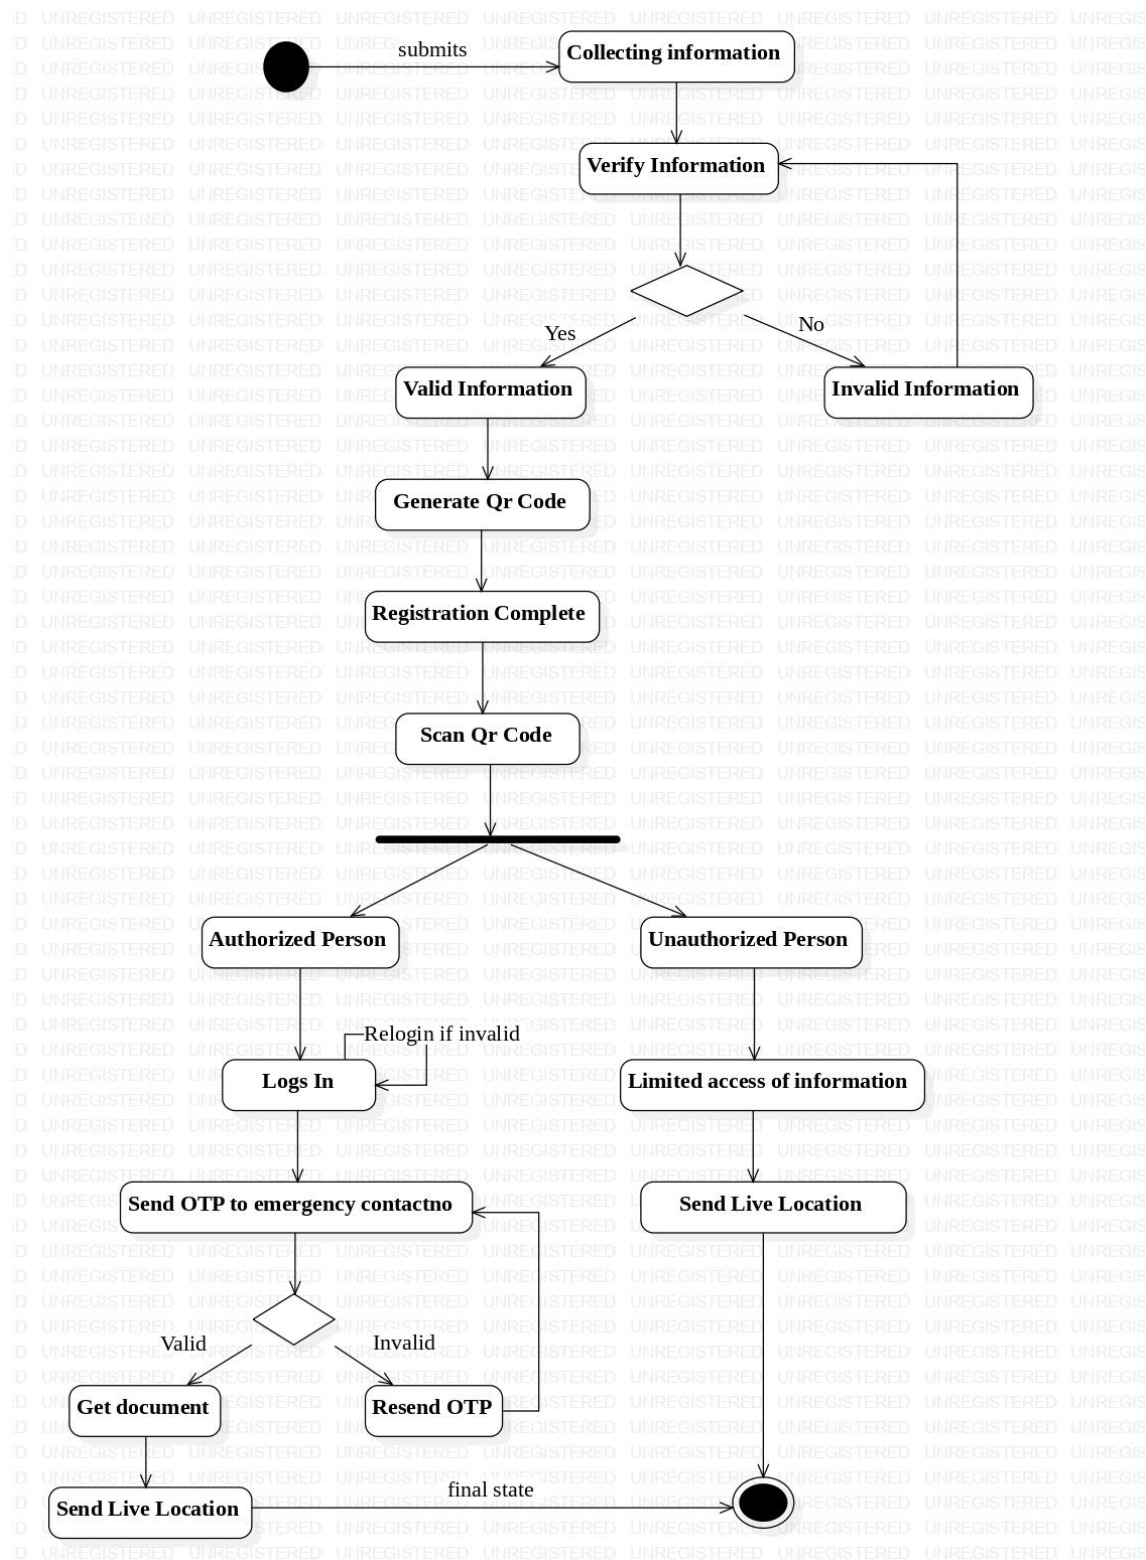 submits
Collecting information
Verify Information
Yes
No
Valid Information
Invalid Information
Generate Qr Code
Registration Complete
Scan Qr Code
Authorized Person
Unauthorized Person
Relogin if invalid
Logs In
Limited access of information
Send OTP to emergency contactno
Send Live Location
Valid
Invalid
Get document
Resend OTP
final state
Send Live Location
UNREGISTERED